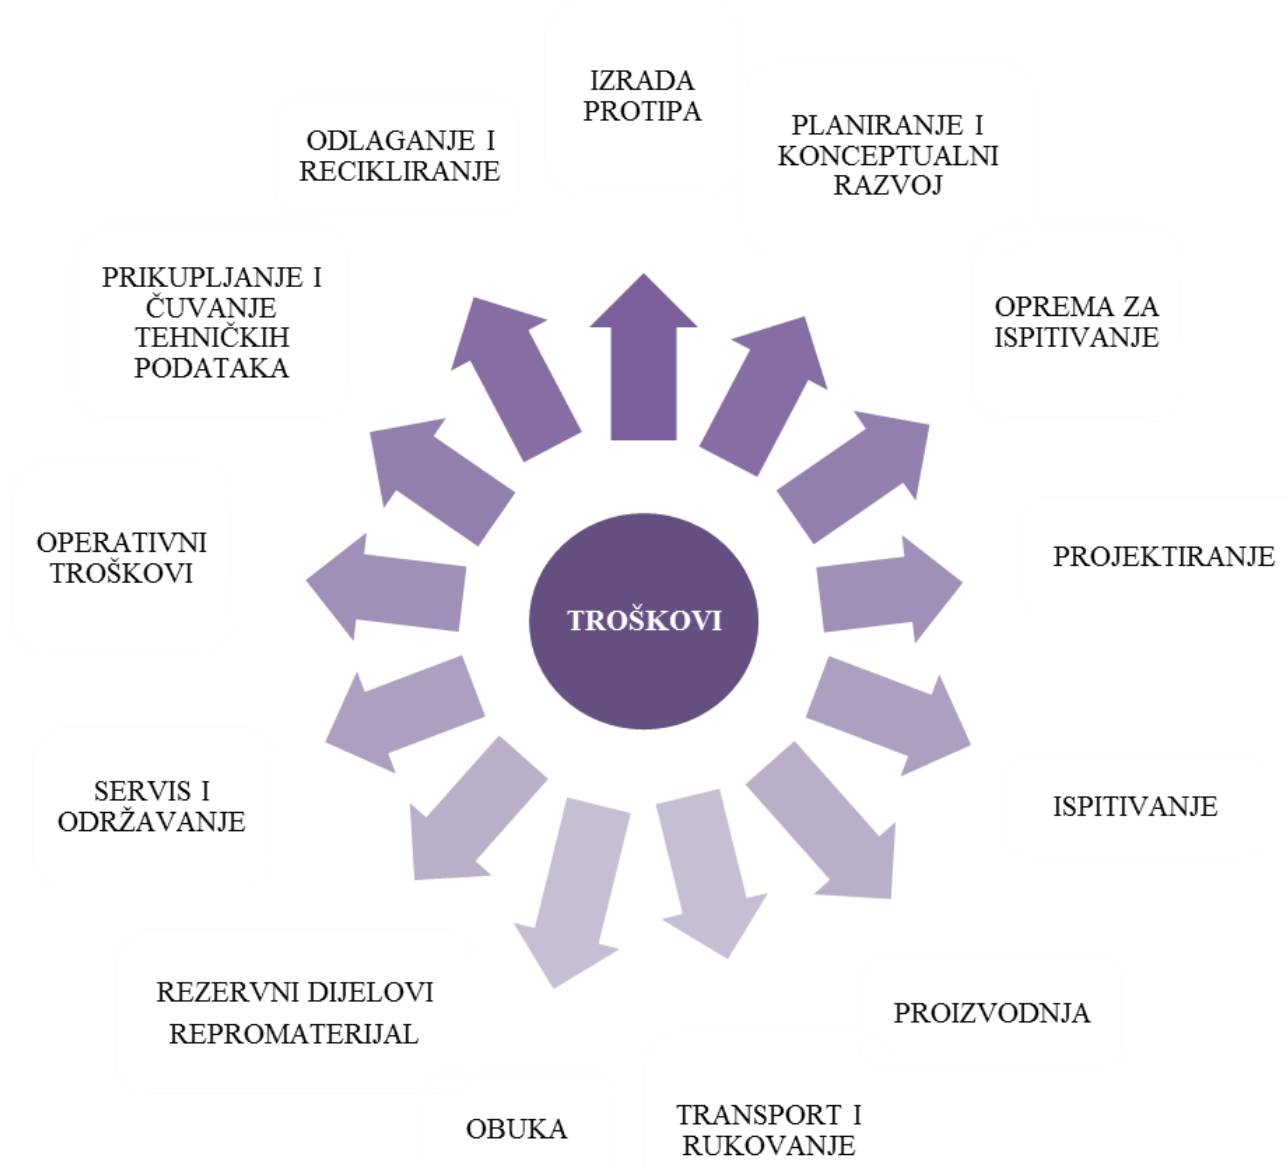 IZRADA
PROTIPA
PLANIRANJE I
KONCEPTUALNI
RAZVOJ
OPREMA ZA
ISPITIVANJE
PROJEKTIRANJE
ISPITIVANJE
PROIZVODNJA
TRANSPORT I
RUKOVANJE
OBUKA
REZERVNI DIJELOVI
REPROMATERIJAL
SERVIS I
ODRŽAVANJE
OPERATIVNI
TROŠKOVI
PRIKUPLJANJE I
ČUVANJE
TEHNIČKIH
PODATAKA
ODLAGANJE I
RECIKLIRANJE
TROŠKOVI